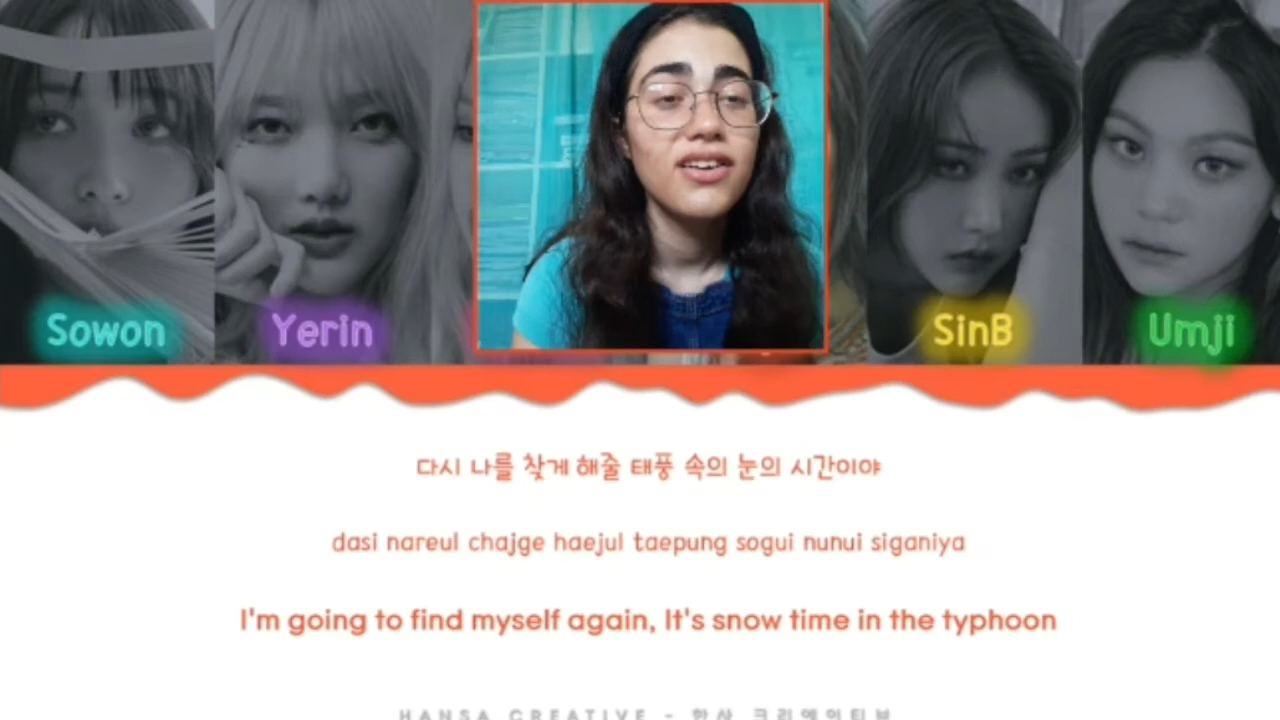 Sowon
Yerin
SinB
Umji
다시 나를 찾게 해줄 태풍 속의 눈의 시간이야
dasi nareul chajge haejul taepung sogui nunui siganiya
I'm going to find myself again, It's snow time in the typhoon
HANSA CREATIVE - 한사 크리에이티브